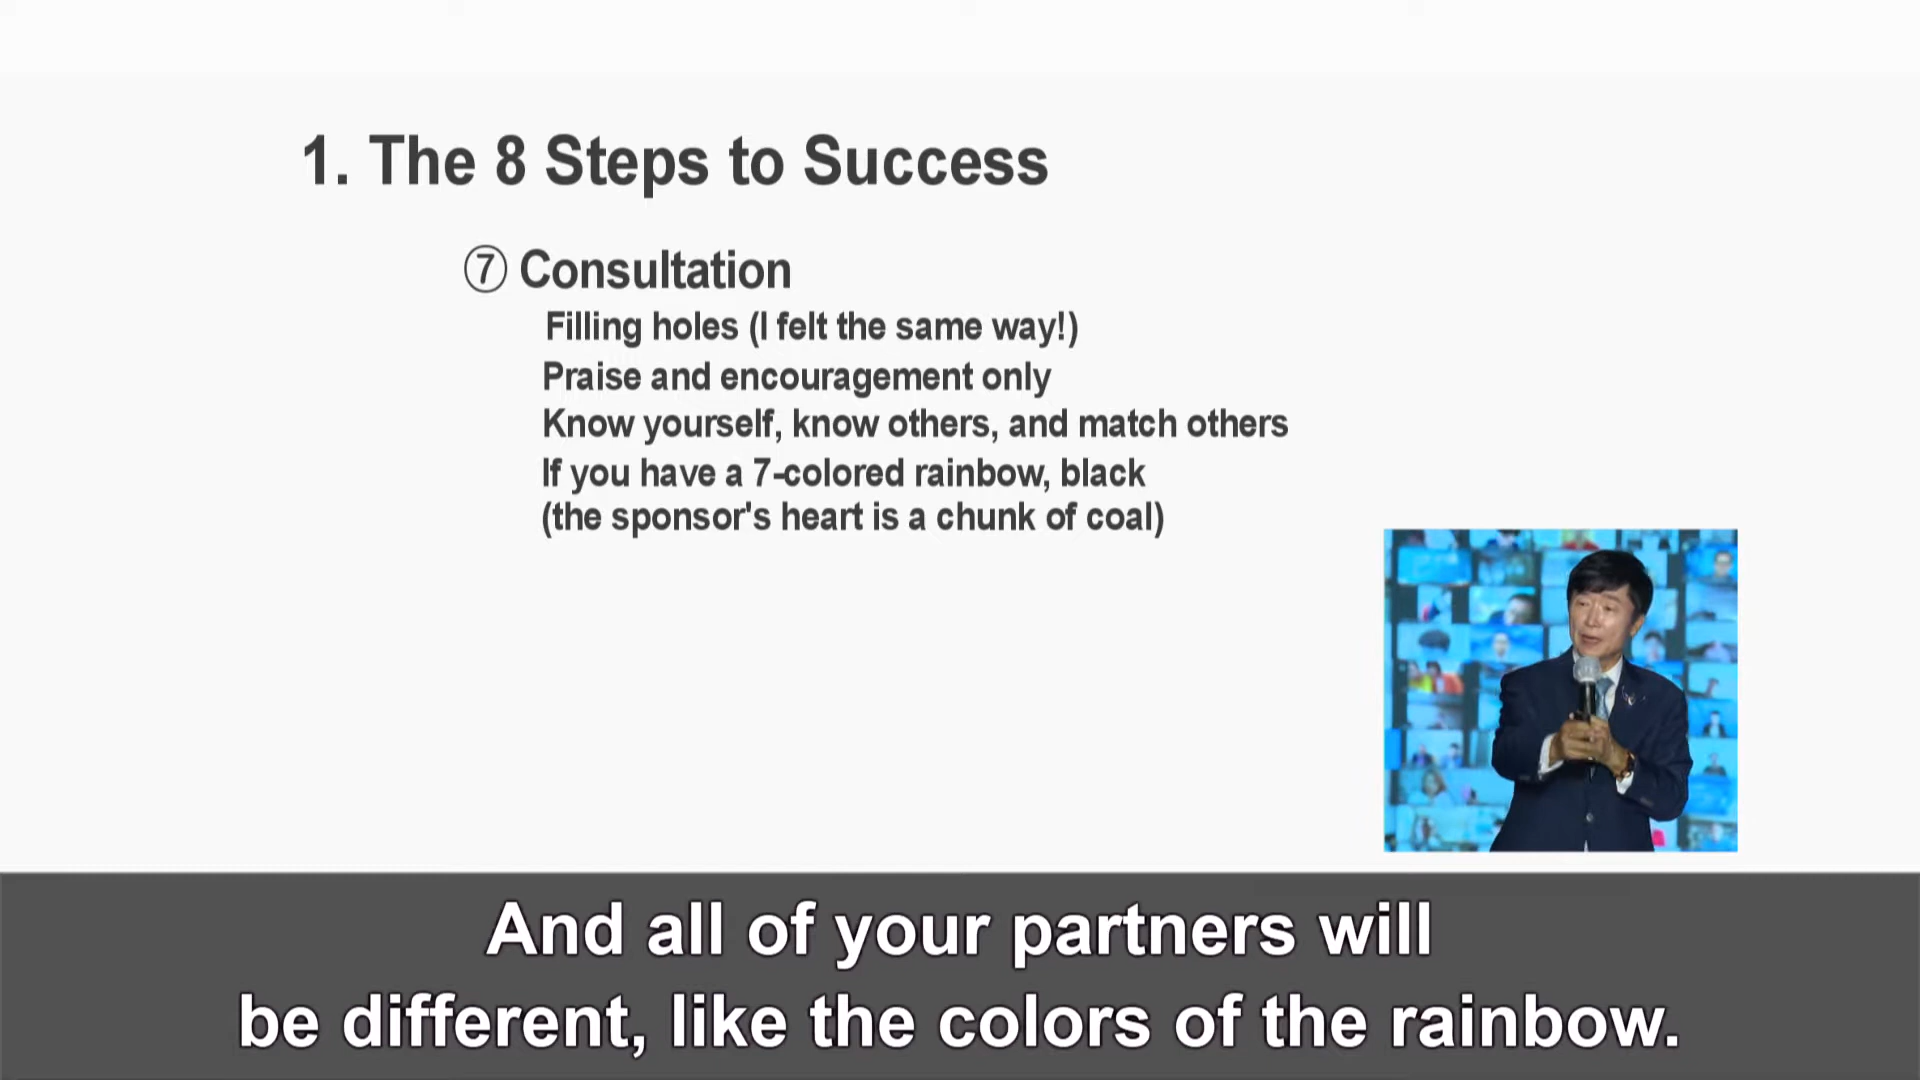 1. The 8 Steps to Success
⑦ Consultation
Filling holes (I felt the same way!)
Praise and encouragement only
Know yourself, know others, and match others
If you have a 7-colored rainbow, black
(the sponsor's heart is a chunk of coal)
And all of your partners will
be different, like the colors of the rainbow.